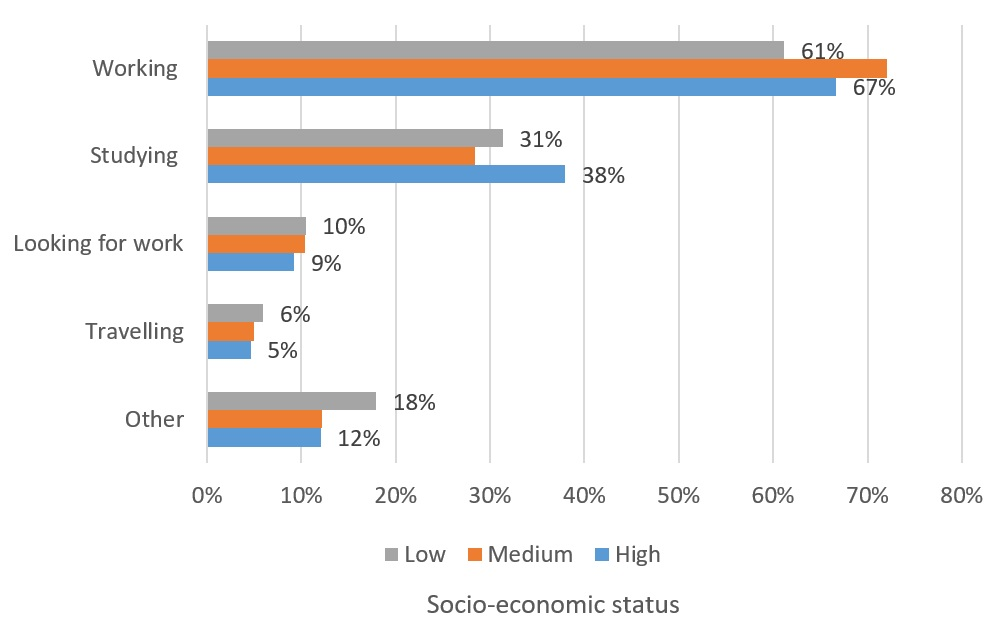 61%
Working
67%
31%
Studying
38%
10%
Looking for work
9%
6%
Travelling
5%
18%
Other
12%
0% 10% 20% 30% 40% 50% 60% 70% 80%
Low Medium High
Socio-economic status